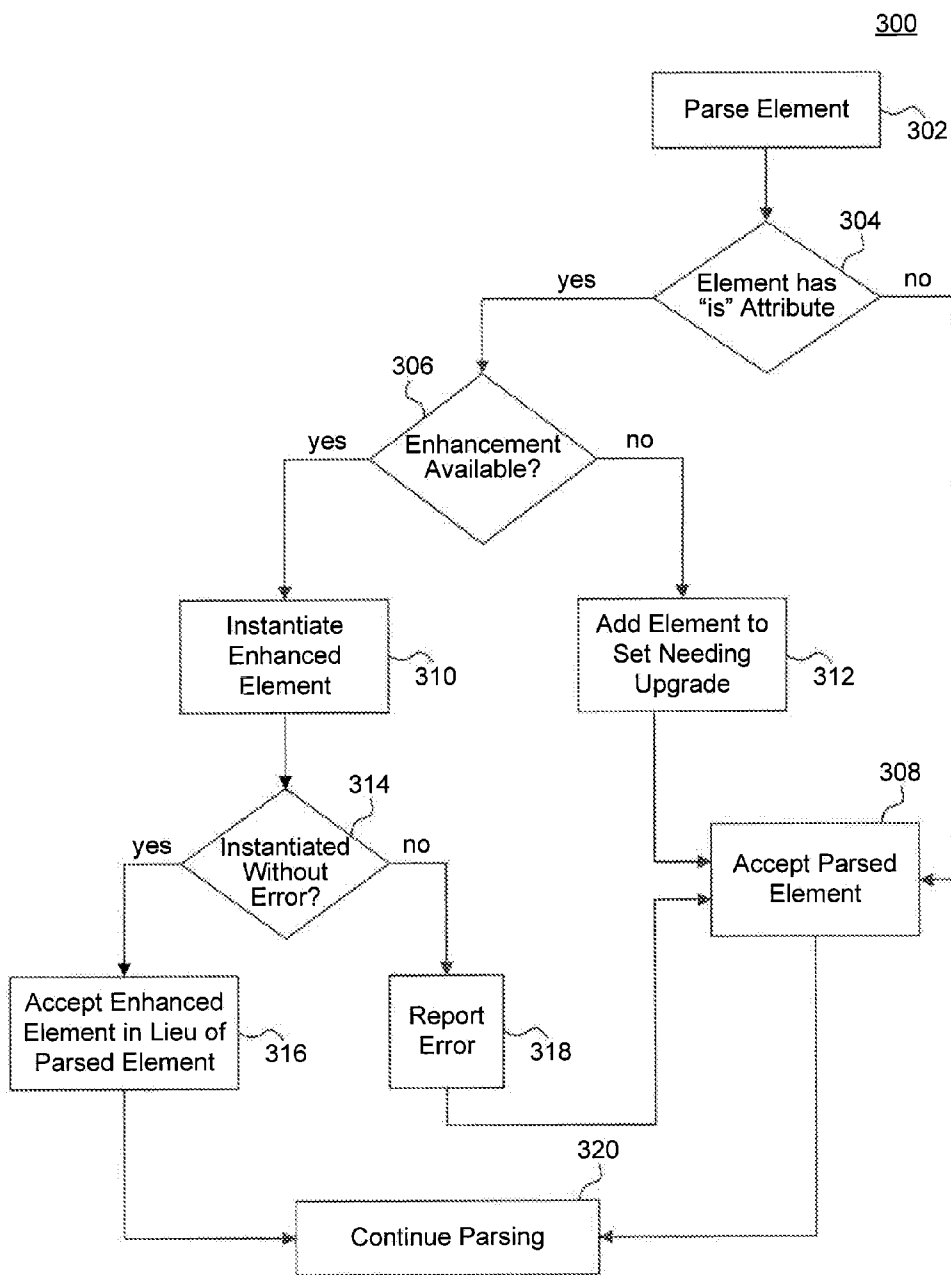 300
Parse Element
302
304
Element has
"is" Attribute
yes
no
306
Enhancement
Available?
yes
no
Instantiate
Enhanced
Element
310
Add Element to
Set Needing
Upgrade
312
314
Instantiated
Without
Error?
yes
no
308
Accept Parsed
Element
Accept Enhanced
Element in Lieu of
Parsed Element
316
Report
Error
318
320
Continue Parsing